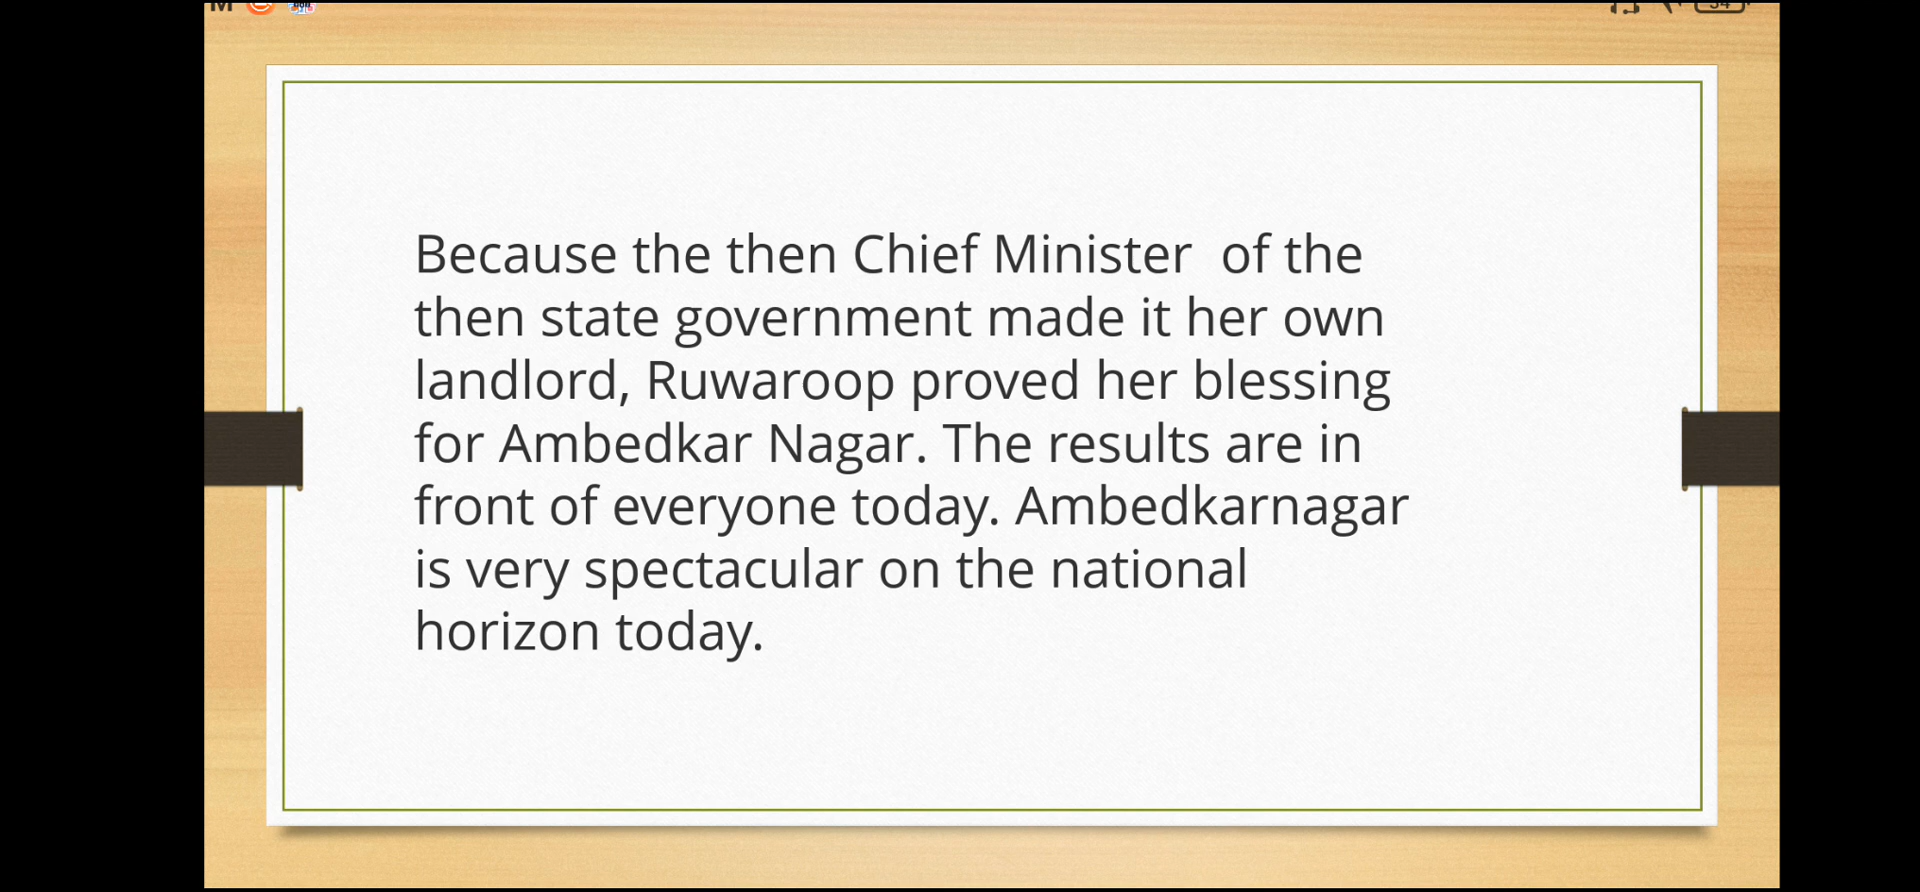 Because the then Chief Minister  of the
then state government made it her own
landlord, Ruwaroop proved her blessing
for Ambedkar Nagar. The results are in
front of everyone today. Ambedkarnagar
is very spectacular on the national
horizon today.